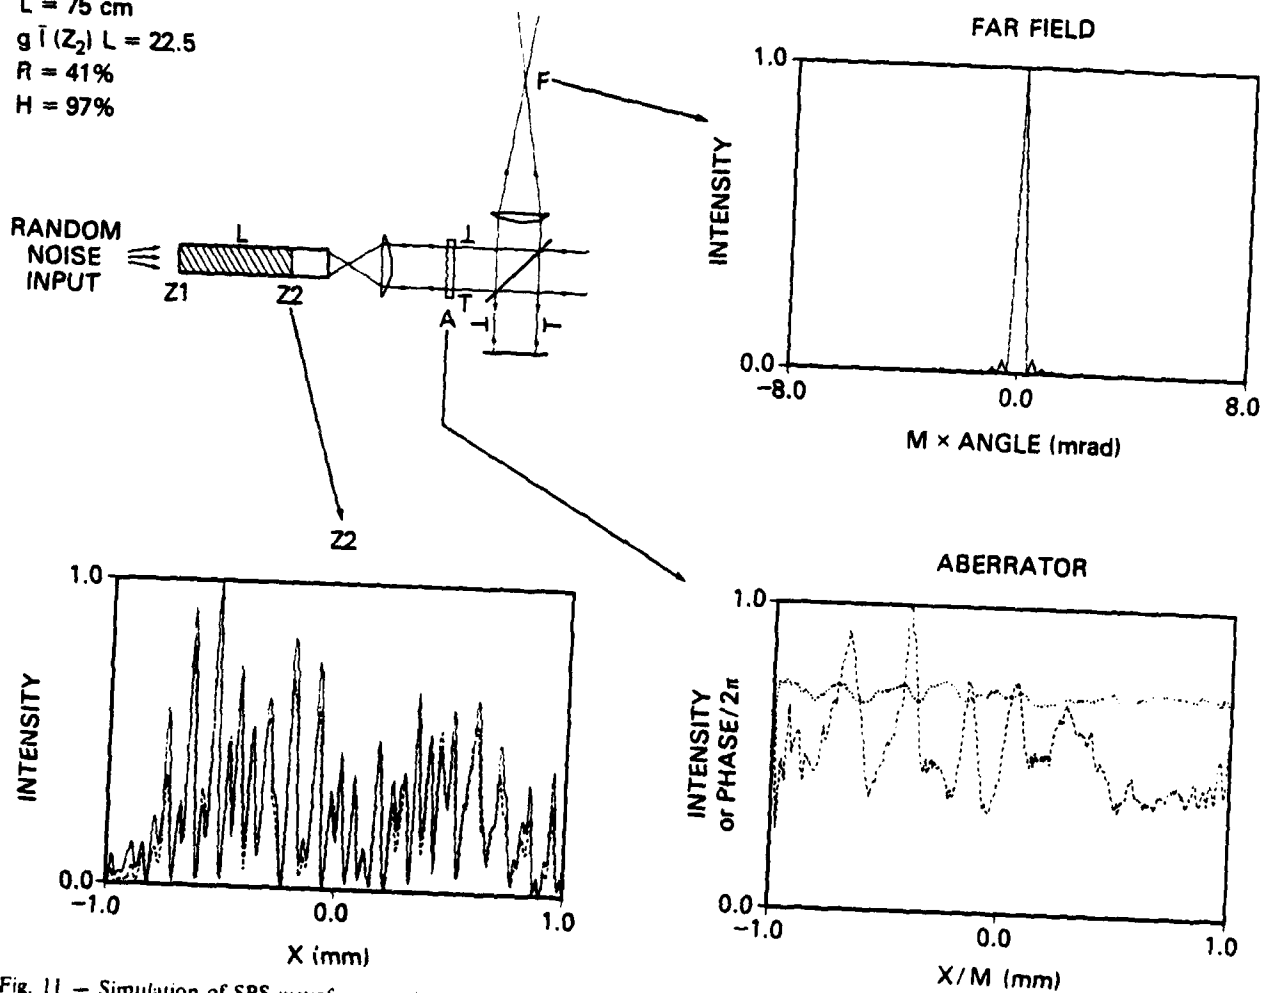 L = 75 cm
g Ī (Z₂) L = 22.5
R = 41%
H = 97%
RANDOM
NOISE
INPUT
L
Z1
Z2
A
F
FAR FIELD
1.0
INTENSITY
0.0
-8.0
0.0
8.0
M × ANGLE (mrad)
Z2
1.0
INTENSITY
0.0
-1.0
0.0
1.0
X (mm)
ABERRATOR
1.0
INTENSITY
or PHASE/2π
0.0
-1.0
0.0
1.0
X/M (mm)
Fig. 11 — Simulation of SRS